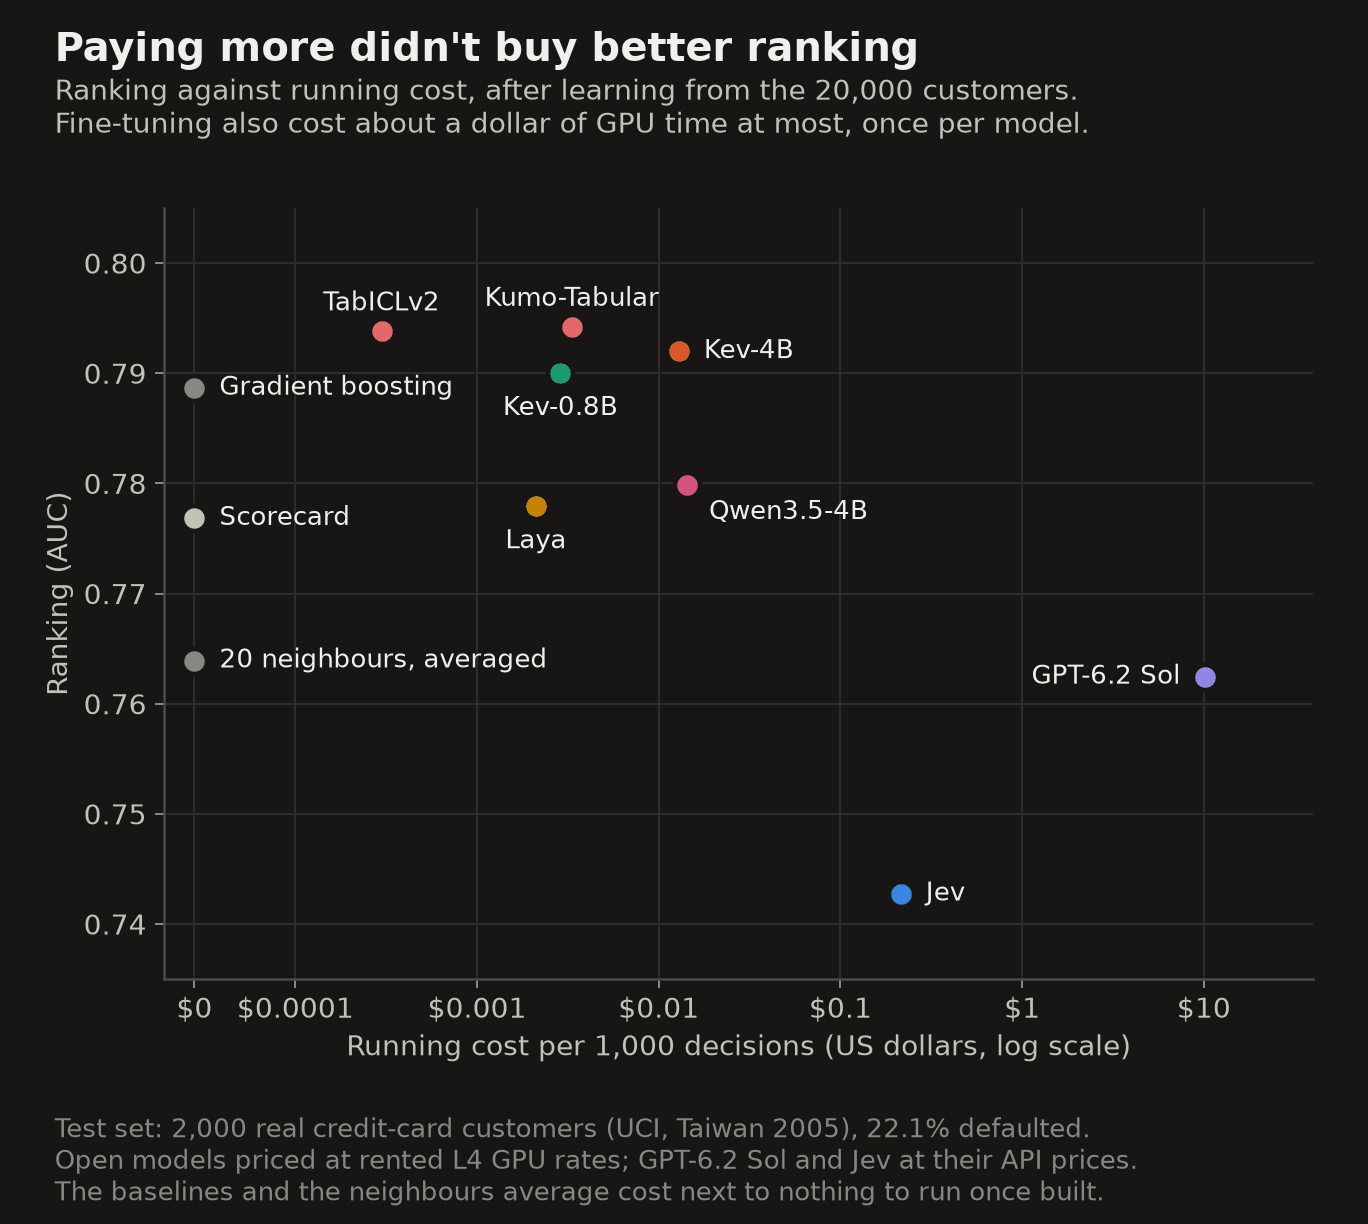 Paying more didn't buy better ranking
Ranking against running cost, after learning from the 20,000 customers.
Fine-tuning also cost about a dollar of GPU time at most, once per model.
0.80
TabICLv2
Kumo-Tabular
Kev-4B
0.79
Gradient boosting
Kev-0.8B
0.78
Qwen3.5-4B
Scorecard
Laya
Ranking (AUC)
0.77
20 neighbours, averaged
GPT-6.2 Sol
0.76
0.75
Jev
0.74
$0
$0.0001
$0.001
$0.01
$0.1
$1
$10
Running cost per 1,000 decisions (US dollars, log scale)
Test set: 2,000 real credit-card customers (UCI, Taiwan 2005), 22.1% defaulted.
Open models priced at rented L4 GPU rates; GPT-6.2 Sol and Jev at their API prices.
The baselines and the neighbours average cost next to nothing to run once built.